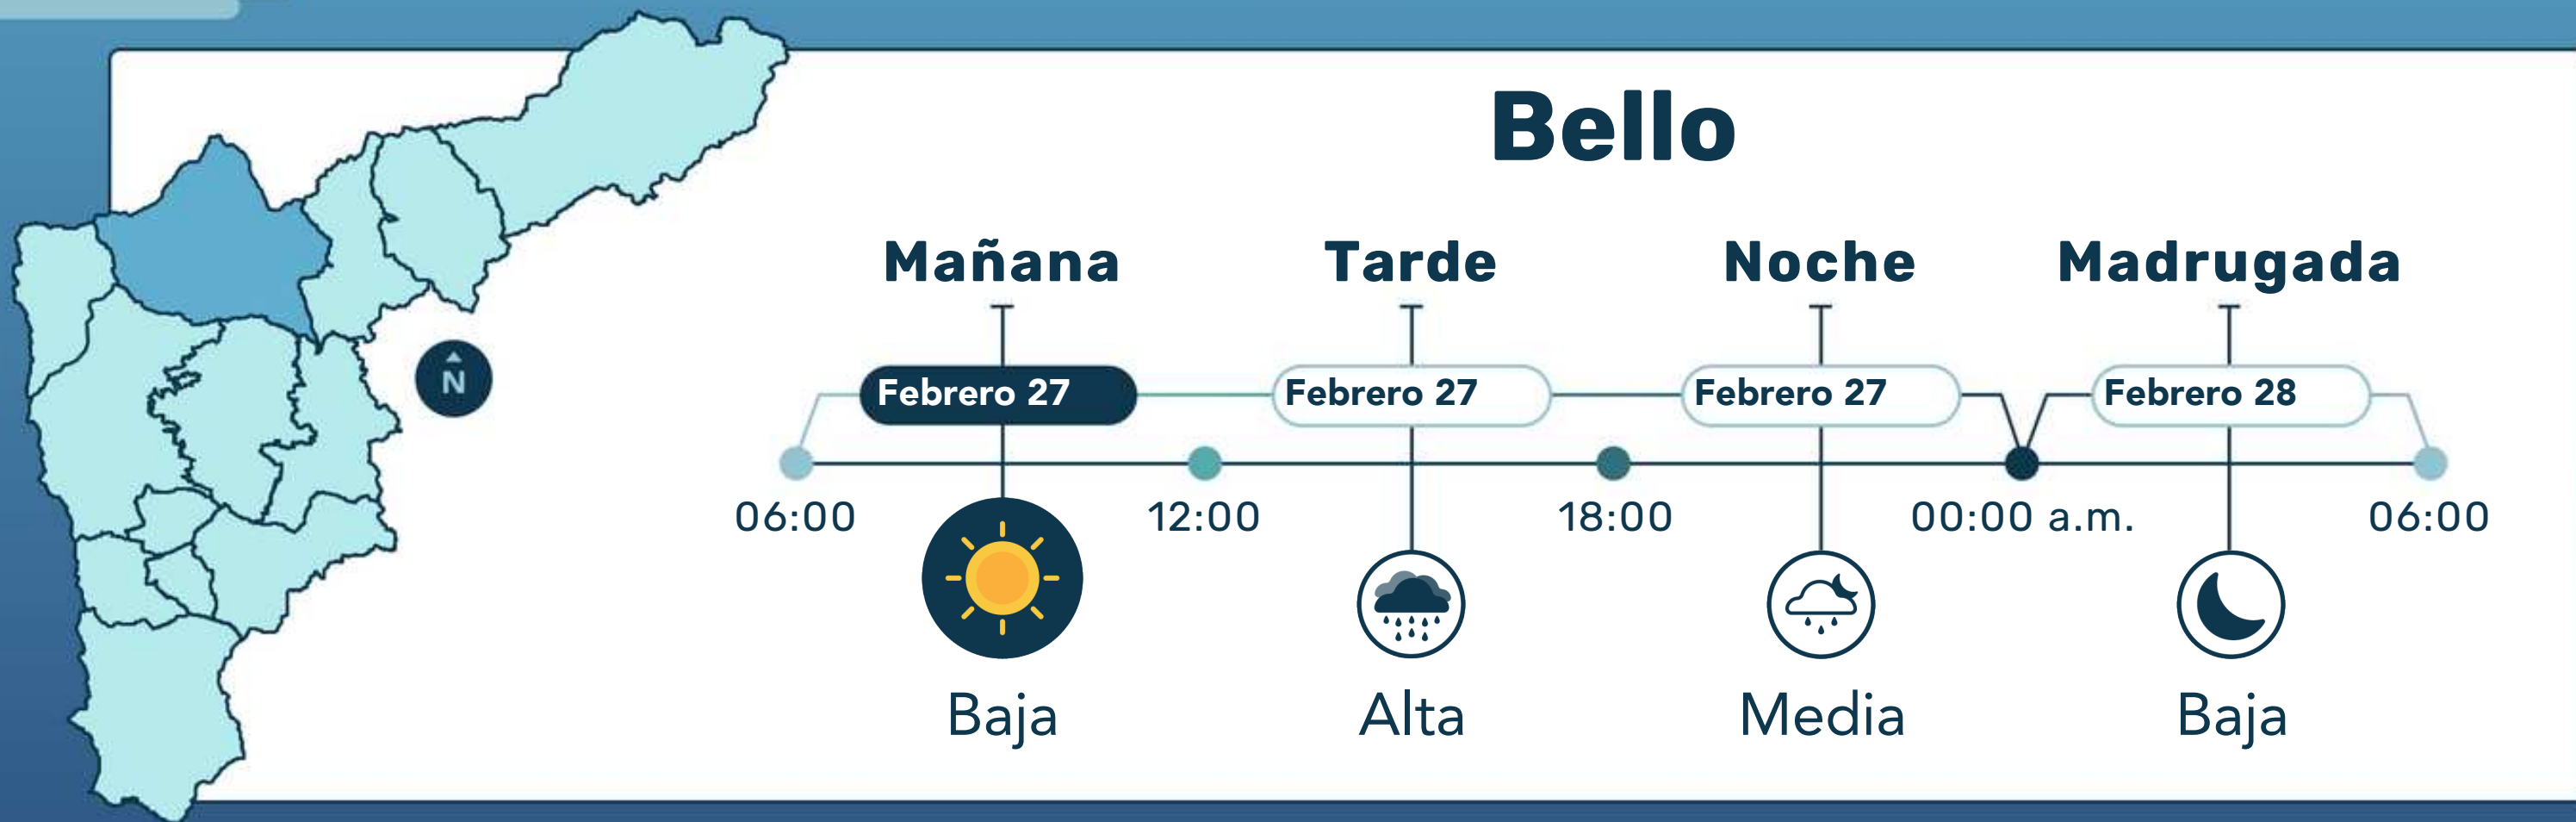 Bello
Mañana Tarde Noche Madrugada
Febrero 27 Febrero 27 Febrero 27 Febrero 28
N
06:00 12:00 18:00 00:00 a.m. 06:00
Baja Alta Media Baja